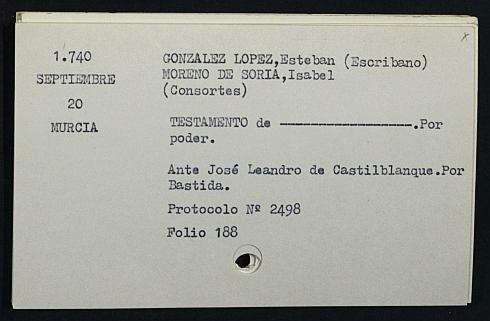 1.740
SEPTIEMBRE
20
MURCIA
GONZALEZ LOPEZ,Esteban (Escribano)
MORENO DE SORIA,Isabel
(Consortes)
TESTAMENTO de -----------------.Por
poder.
Ante José Leandro de Castilblanque.Por
Bastida.
Protocolo Nº 2498
Folio 188
x